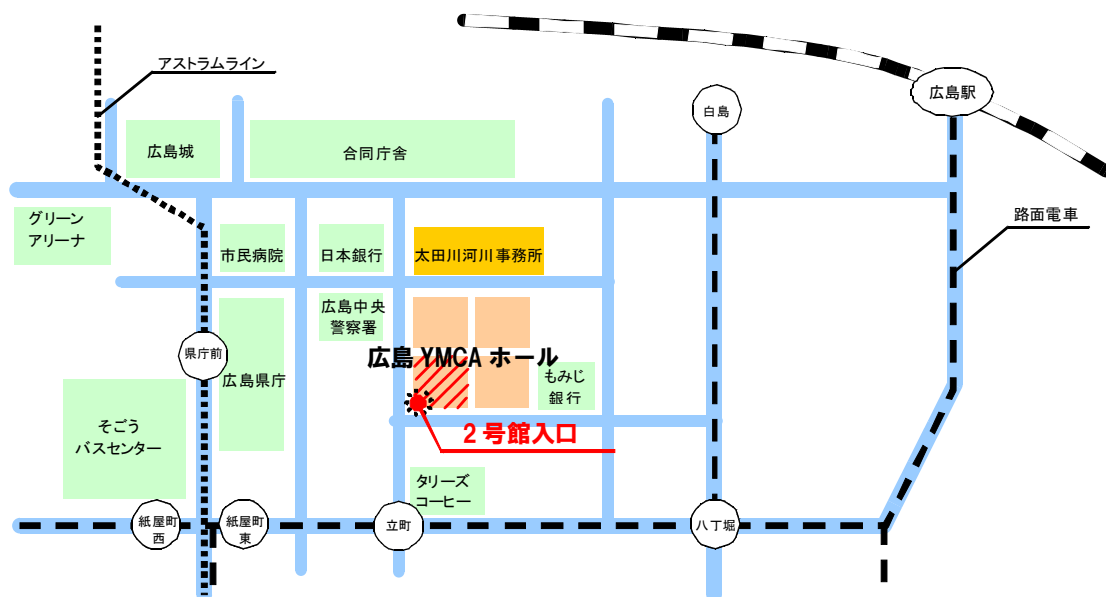 アストラムライン
広島駅
白島
広島城
合同庁舎
グリーン
アリーナ
路面電車
市民病院
日本銀行
太田川河川事務所
広島中央
警察署
県庁前
広島YMCAホール
広島県庁
もみじ
銀行
そごう
バスセンター
2号館入口
タリーズ
コーヒー
紙屋町
西
紙屋町
東
立町
八丁堀